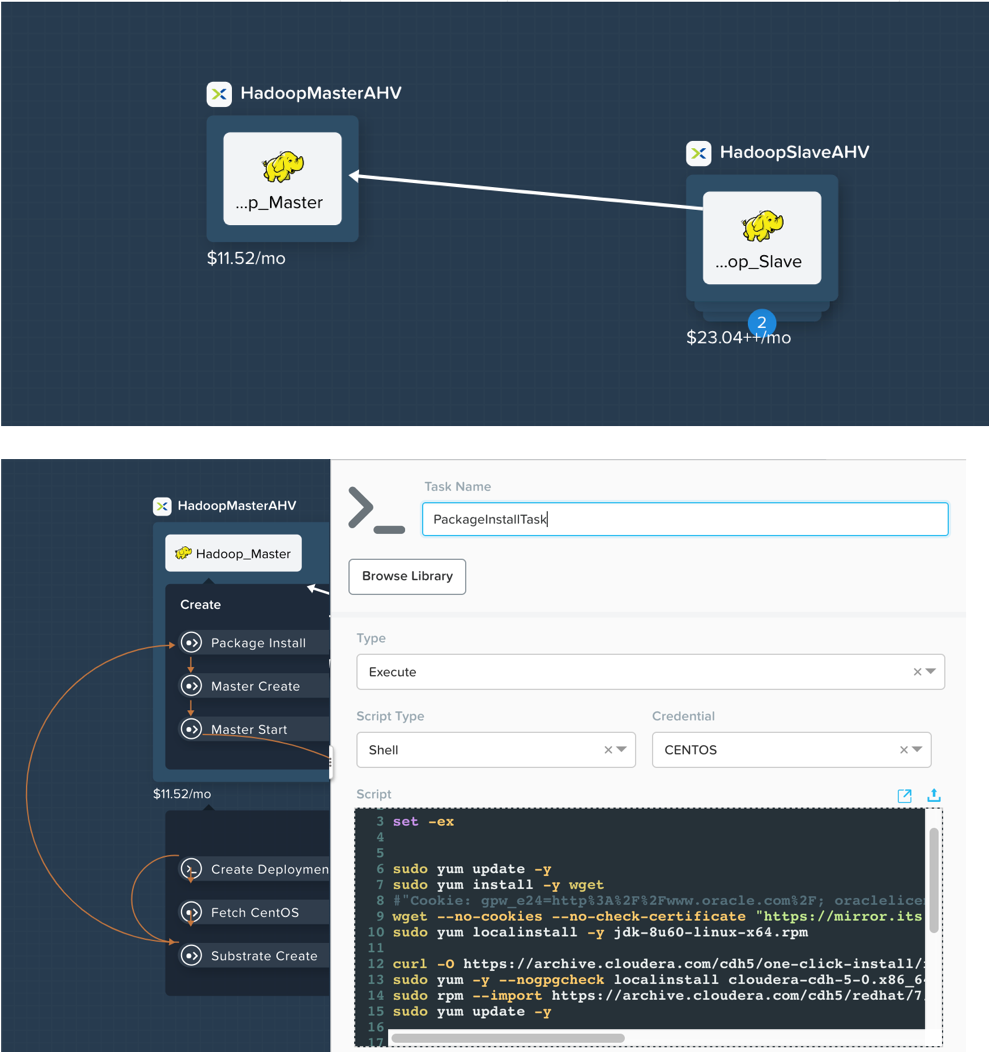 HadoopMasterAHV
...p_Master
$11.52/mo
HadoopSlaveAHV
...op_Slave
2
$23.04++/mo
HadoopMasterAHV
Hadoop_Master
Create
Package Install
Master Create
Master Start
$11.52/mo
Create Deploymen
Fetch CentOS
Substrate Create
Task Name
PackageInstallTask
Browse Library
Type
Execute
Script Type
Credential
Shell
CENTOS
Script
3 set -ex
4
5
6 sudo yum update -y
7 sudo yum install -y wget
8 #"Cookie: gpw_e24=http%3A%2F%2Fwww.oracle.com%2F; oraclelice
9 wget --no-cookies --no-check-certificate "https://mirror.its
10 sudo yum localinstall -y jdk-8u60-linux-x64.rpm
11
12 curl -O https://archive.cloudera.com/cdh5/one-click-install/
13 sudo yum -y --nogpgcheck localinstall cloudera-cdh-5-0.x86_6
14 sudo rpm --import https://archive.cloudera.com/cdh5/redhat/7
15 sudo yum update -y
16
17